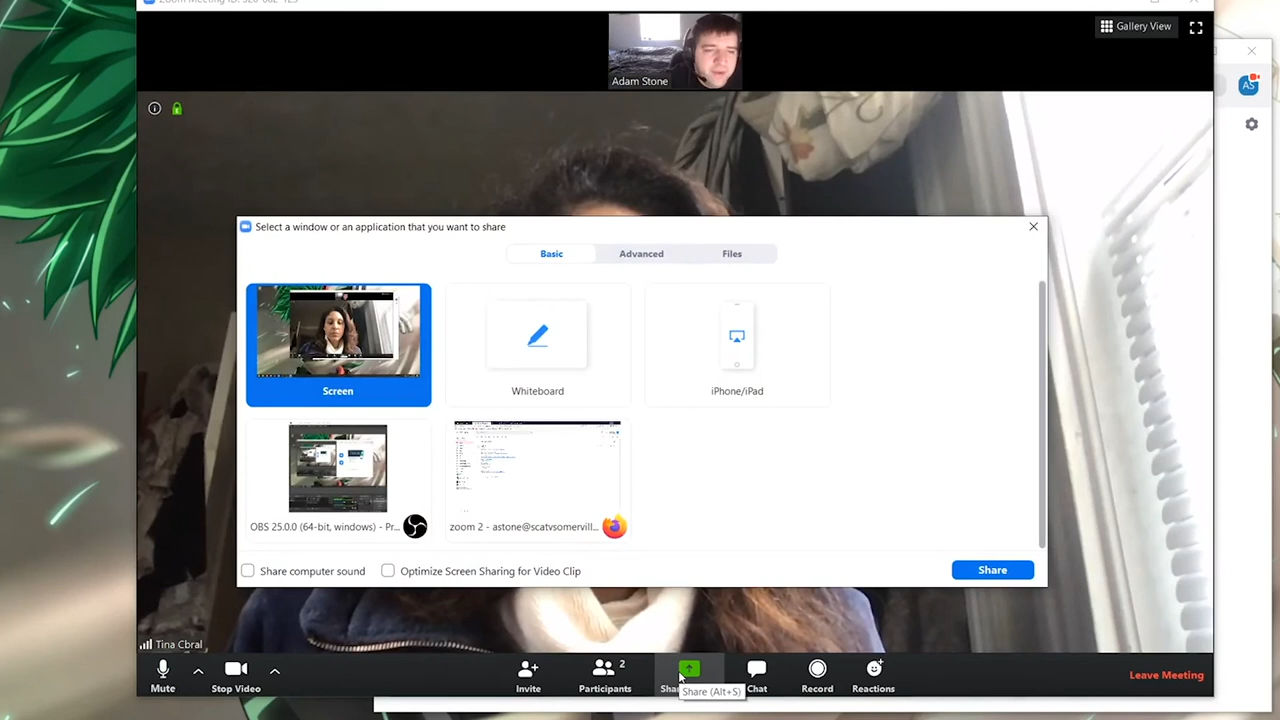 Gallery View
Adam Stone
AS
Select a window or an application that you want to share
Basic
Advanced
Files
Screen
Whiteboard
iPhone/iPad
OBS 25.0.0 (64-bit, windows) - Pr...
zoom 2 - astone@scatvsomervill...
Share computer sound
Optimize Screen Sharing for Video Clip
Share
Tina Cbral
Mute
Stop Video
Invite
Participants
2
Share (Alt+S)
Chat
Record
Reactions
Leave Meeting